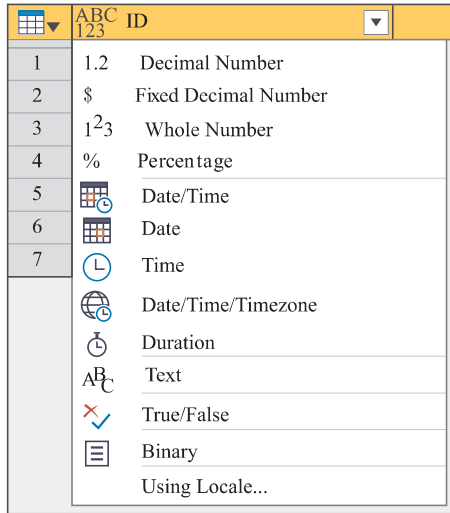 ABC
123 ID
1 1.2 Decimal Number
2 $ Fixed Decimal Number
3 123 Whole Number
4 % Percentage
5 Date/Time
6 Date
7 Time
Date/Time/Timezone
Duration
ABC Text
True/False
Binary
Using Locale...